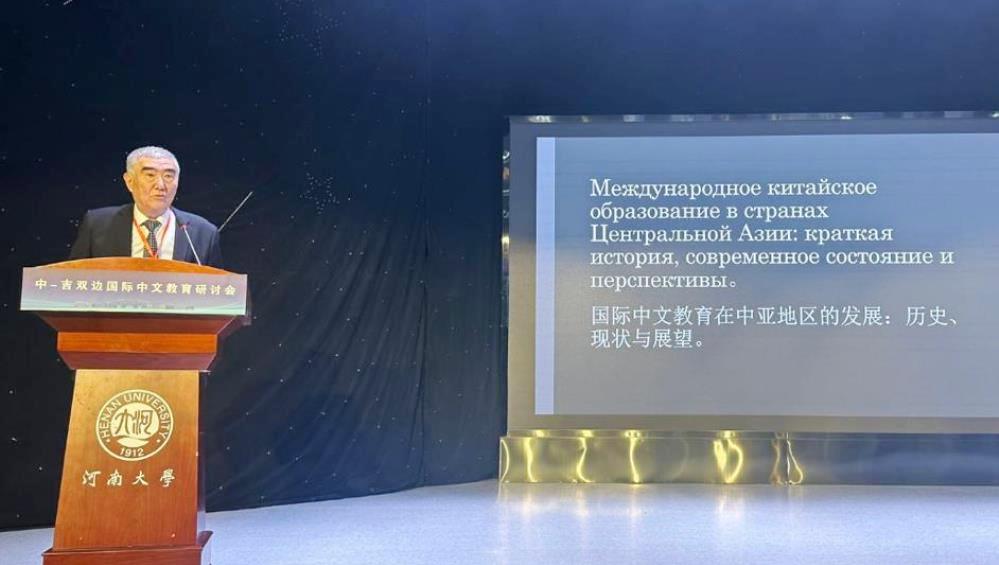 中-吉双边国际中文教育研讨会
HENAN UNIVERSITY
大河
1912
河南大學
Международное китайское
образование в странах
Центральной Азии: краткая
история, современное состояние и
перспективы。
国际中文教育在中亚地区的发展：历史、
现状与展望。